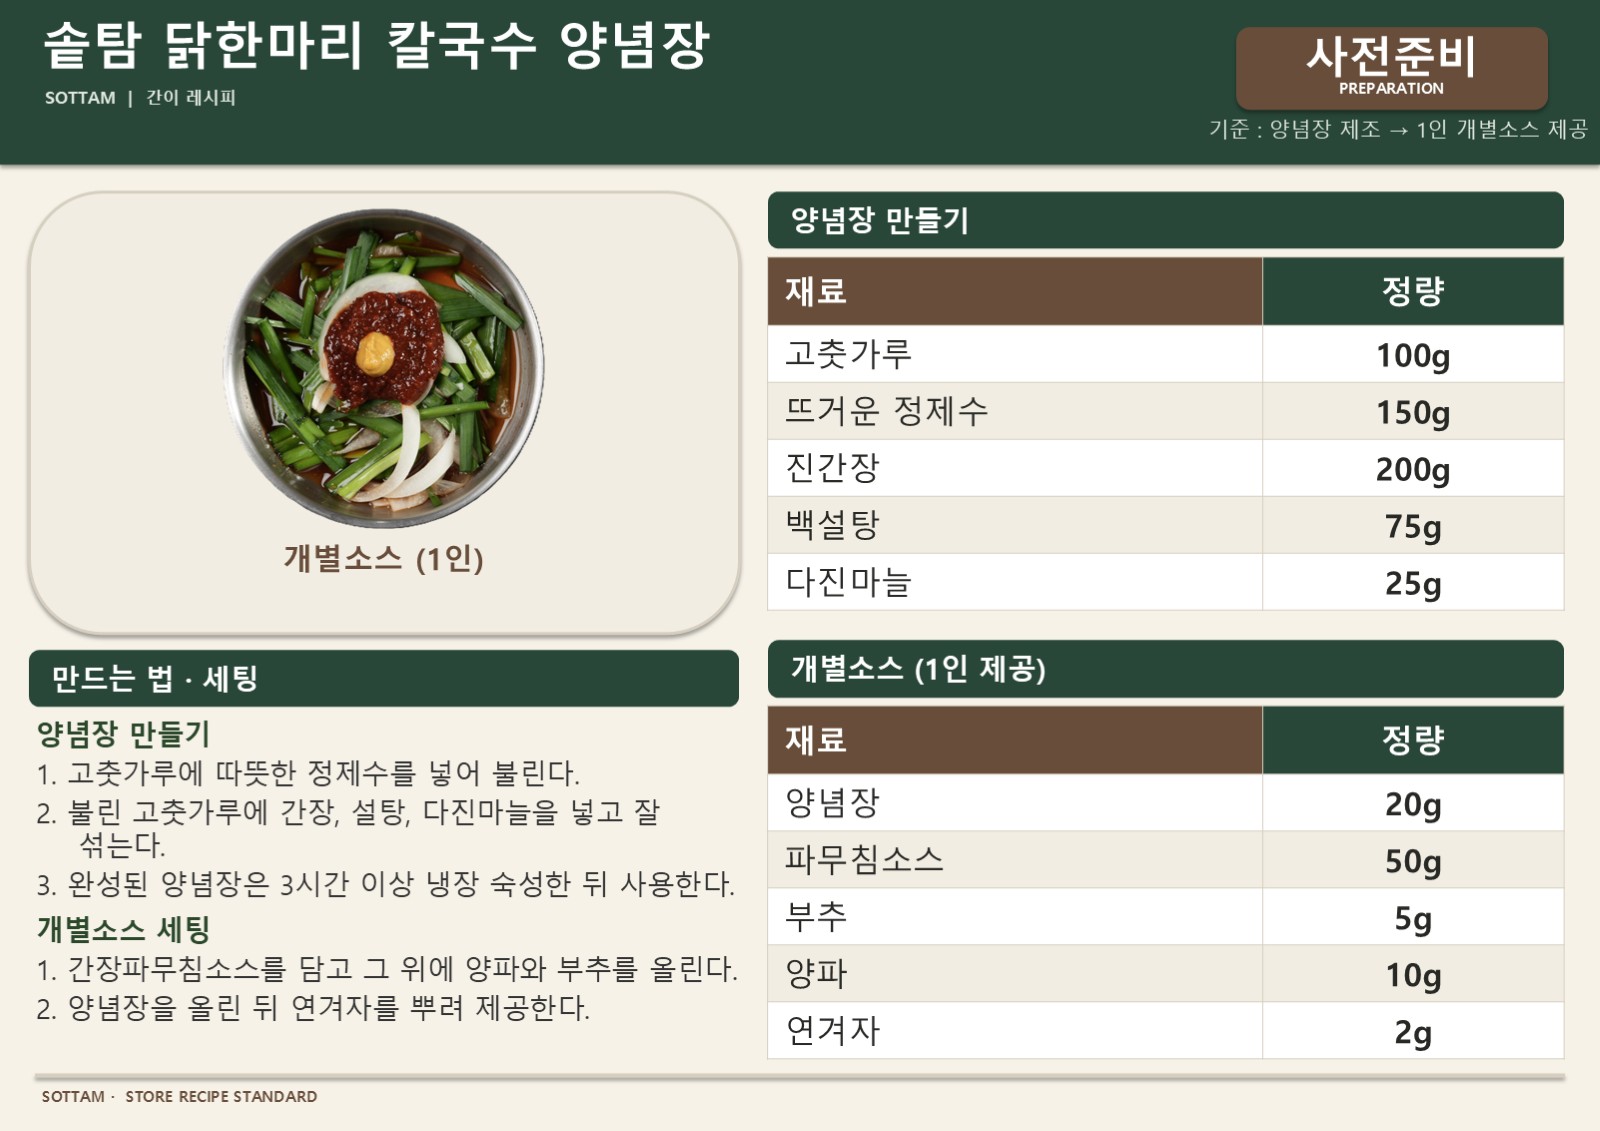 솥탐 닭한마리 칼국수 양념장
SOTTAM | 간이 레시피
사전준비
PREPARATION
기준 : 양념장 제조 → 1인 개별소스 제공
개별소스 (1인)
만드는 법 · 세팅
양념장 만들기
1. 고춧가루에 따뜻한 정제수를 넣어 불린다.
2. 불린 고춧가루에 간장, 설탕, 다진마늘을 넣고 잘
섞는다.
3. 완성된 양념장은 3시간 이상 냉장 숙성한 뒤 사용한다.
개별소스 세팅
1. 간장파무침소스를 담고 그 위에 양파와 부추를 올린다.
2. 양념장을 올린 뒤 연겨자를 뿌려 제공한다.
양념장 만들기
재료 정량
고춧가루 100g
뜨거운 정제수 150g
진간장 200g
백설탕 75g
다진마늘 25g
개별소스 (1인 제공)
재료 정량
양념장 20g
파무침소스 50g
부추 5g
양파 10g
연겨자 2g
SOTTAM · STORE RECIPE STANDARD